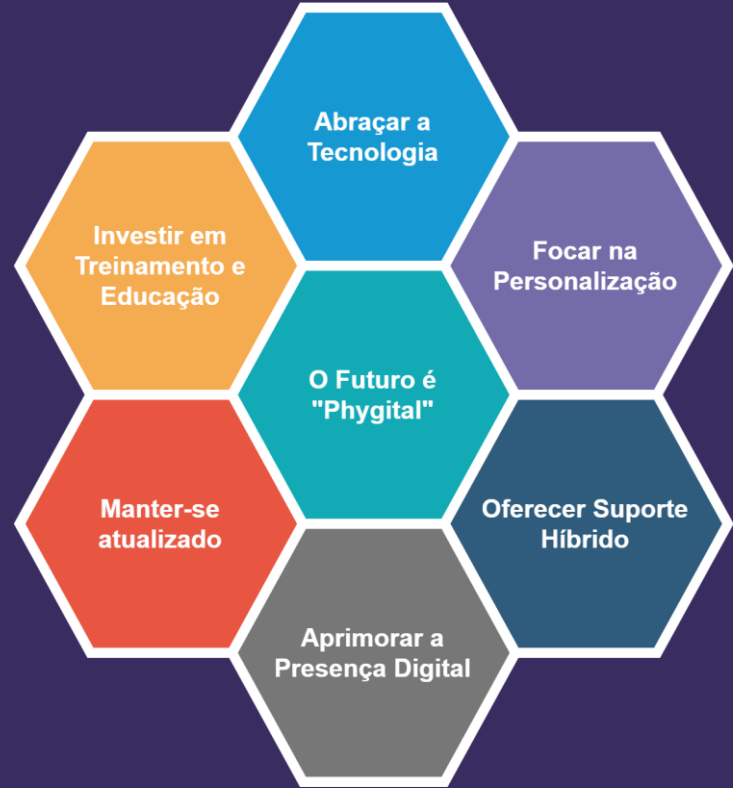 Abraçar a
Tecnologia
Investir em
Treinamento e
Educação
Focar na
Personalização
O Futuro é
"Phygital"
Manter-se
atualizado
Oferecer Suporte
Híbrido
Aprimorar a
Presença Digital